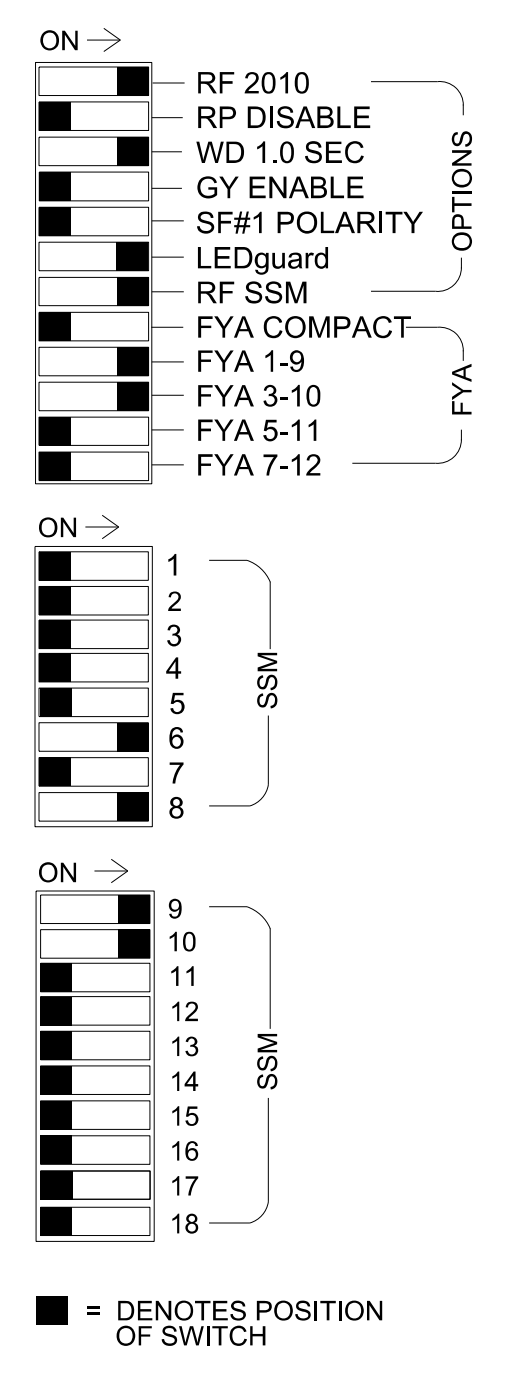 ON →
RF 2010
RP DISABLE
WD 1.0 SEC
GY ENABLE
SF#1 POLARITY
LEDguard
RF SSM
OPTIONS
FYA COMPACT
FYA 1-9
FYA 3-10
FYA 5-11
FYA 7-12
FYA
ON →
1
2
3
4
5
6
7
8
SSM
ON →
9
10
11
12
13
14
15
16
17
18
SSM
= DENOTES POSITION
OF SWITCH